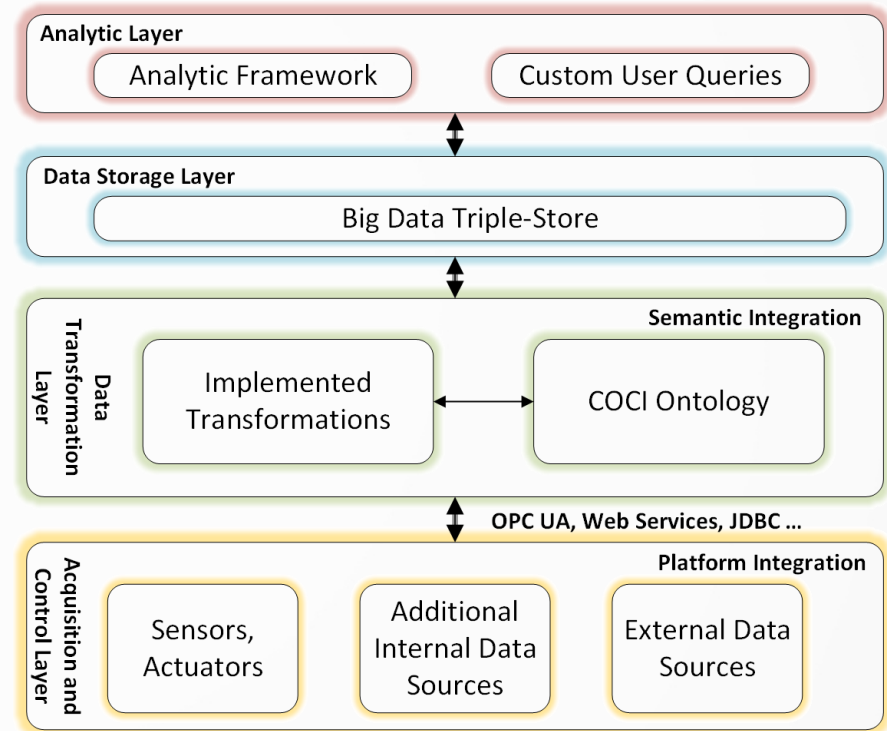 Analytic Layer
Analytic Framework
Custom User Queries
Data Storage Layer
Big Data Triple-Store
Semantic Integration
Data
Transformation
Layer
Implemented
Transformations
COCI Ontology
OPC UA, Web Services, JDBC ...
Platform Integration
Acquisition and
Control Layer
Sensors,
Actuators
Additional
Internal Data
Sources
External Data
Sources